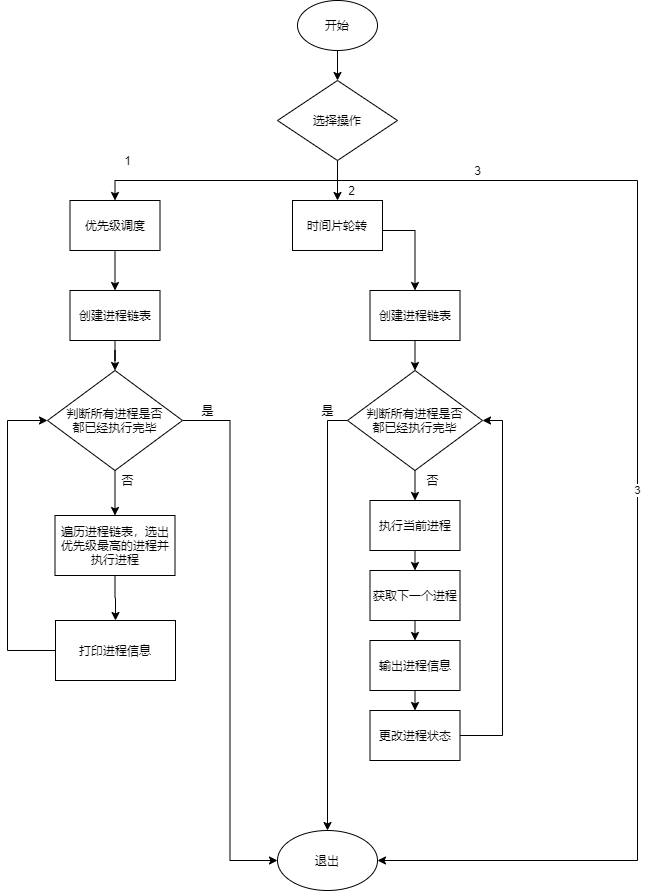 开始
选择操作
1
2
3
优先级调度
时间片轮转
创建进程链表
创建进程链表
判断所有进程是否
都已经执行完毕
是
否
是
判断所有进程是否
都已经执行完毕
否
遍历进程链表，选出
优先级最高的进程并
执行进程
打印进程信息
执行当前进程
获取下一个进程
输出进程信息
更改进程状态
3
退出